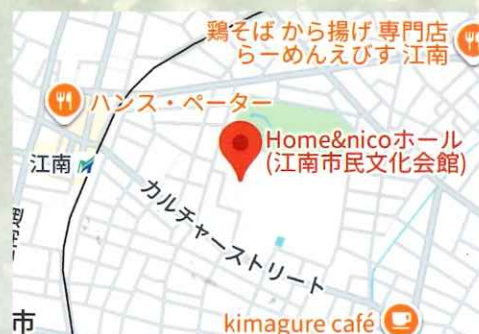 鶏そば から揚げ 専門店
らーめんえびす 江南
ハンス・ペーター
Home&nicoホール
(江南市民文化会館)
江南
カルチャーストリート
kimagure café
市